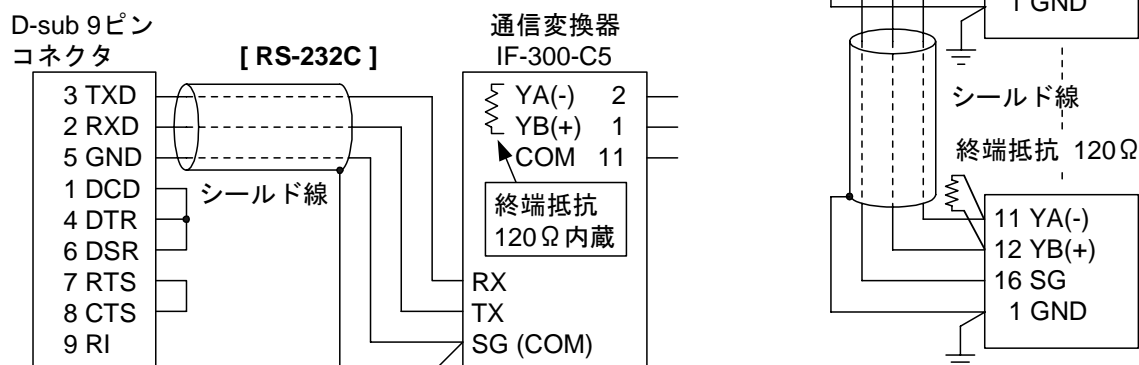 D-sub 9ピン
コネクタ
[ RS-232C ]
3 TXD
2 RXD
5 GND
1 DCD
4 DTR
6 DSR
7 RTS
8 CTS
9 RI
シールド線
通信変換器
IF-300-C5
YA(-) 2
YB(+) 1
COM 11
終端抵抗
120Ω内蔵
RX
TX
SG (COM)
1 GND
シールド線
終端抵抗 120Ω
11 YA(-)
12 YB(+)
16 SG
1 GND